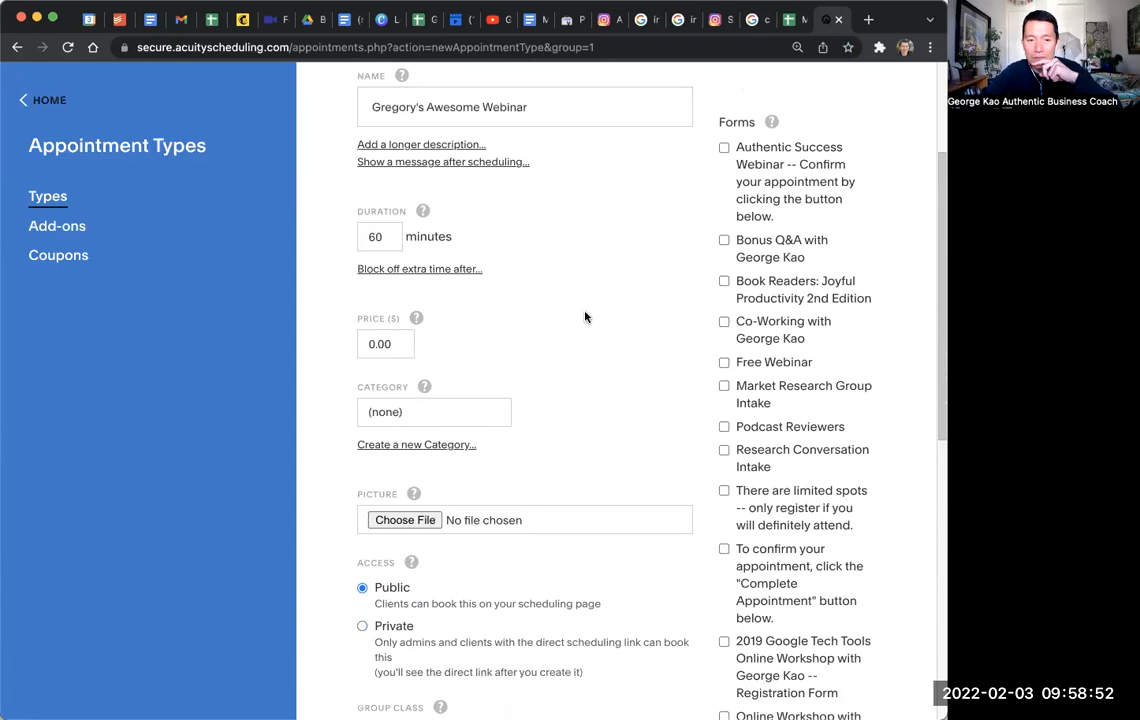 F
B
(r
L
G
('
G
M
P
A
ir
ir
S
c
M
secure.acuityscheduling.com/appointments.php?action=newAppointmentType&group=1
George Kao Authentic Business Coach
HOME
Appointment Types
Types
Add-ons
Coupons
NAME ?
Gregory's Awesome Webinar
Add a longer description...
Show a message after scheduling...
DURATION ?
60 minutes
Block off extra time after...
PRICE ($) ?
0.00
CATEGORY ?
(none)
Create a new Category...
PICTURE ?
Choose File No file chosen
ACCESS ?
Public
Clients can book this on your scheduling page
Private
Only admins and clients with the direct scheduling link can book
this
(you'll see the direct link after you create it)
GROUP CLASS ?
Forms ?
Authentic Success
Webinar -- Confirm
your appointment by
clicking the button
below.
Bonus Q&A with
George Kao
Book Readers: Joyful
Productivity 2nd Edition
Co-Working with
George Kao
Free Webinar
Market Research Group
Intake
Podcast Reviewers
Research Conversation
Intake
There are limited spots
-- only register if you
will definitely attend.
To confirm your
appointment, click the
"Complete
Appointment" button
below.
2019 Google Tech Tools
Online Workshop with
George Kao --
Registration Form
Online Workshop with
2022-02-03 09:58:52